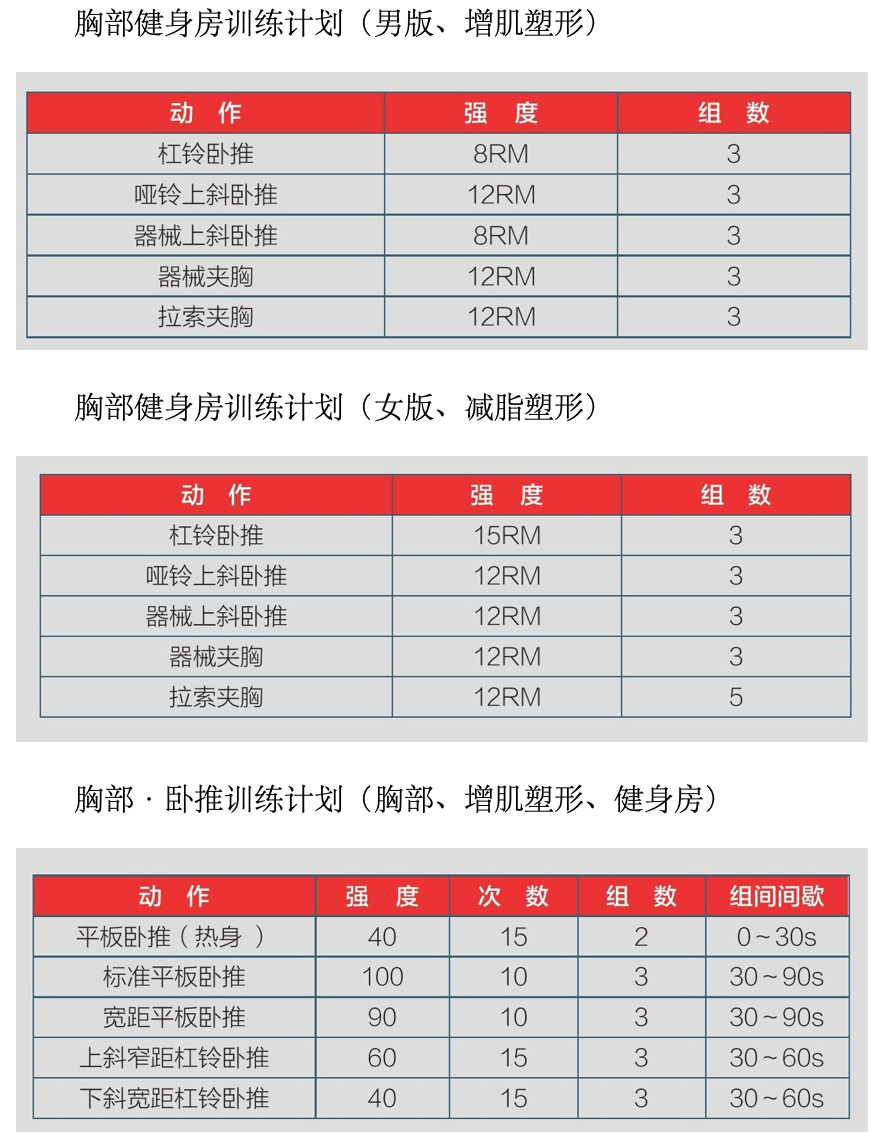 胸部健身房训练计划（男版、增肌塑形）
动 作 强 度 组 数
杠铃卧推 8RM 3
哑铃上斜卧推 12RM 3
器械上斜卧推 8RM 3
器械夹胸 12RM 3
拉索夹胸 12RM 3
胸部健身房训练计划（女版、减脂塑形）
动 作 强 度 组 数
杠铃卧推 15RM 3
哑铃上斜卧推 12RM 3
器械上斜卧推 12RM 3
器械夹胸 12RM 3
拉索夹胸 12RM 5
胸部·卧推训练计划（胸部、增肌塑形、健身房）
动 作 强 度 次 数 组 数 组间间歇
平板卧推（热身 ） 40 15 2 0~30s
标准平板卧推 100 10 3 30~90s
宽距平板卧推 90 10 3 30~90s
上斜窄距杠铃卧推 60 15 3 30~60s
下斜宽距杠铃卧推 40 15 3 30~60s